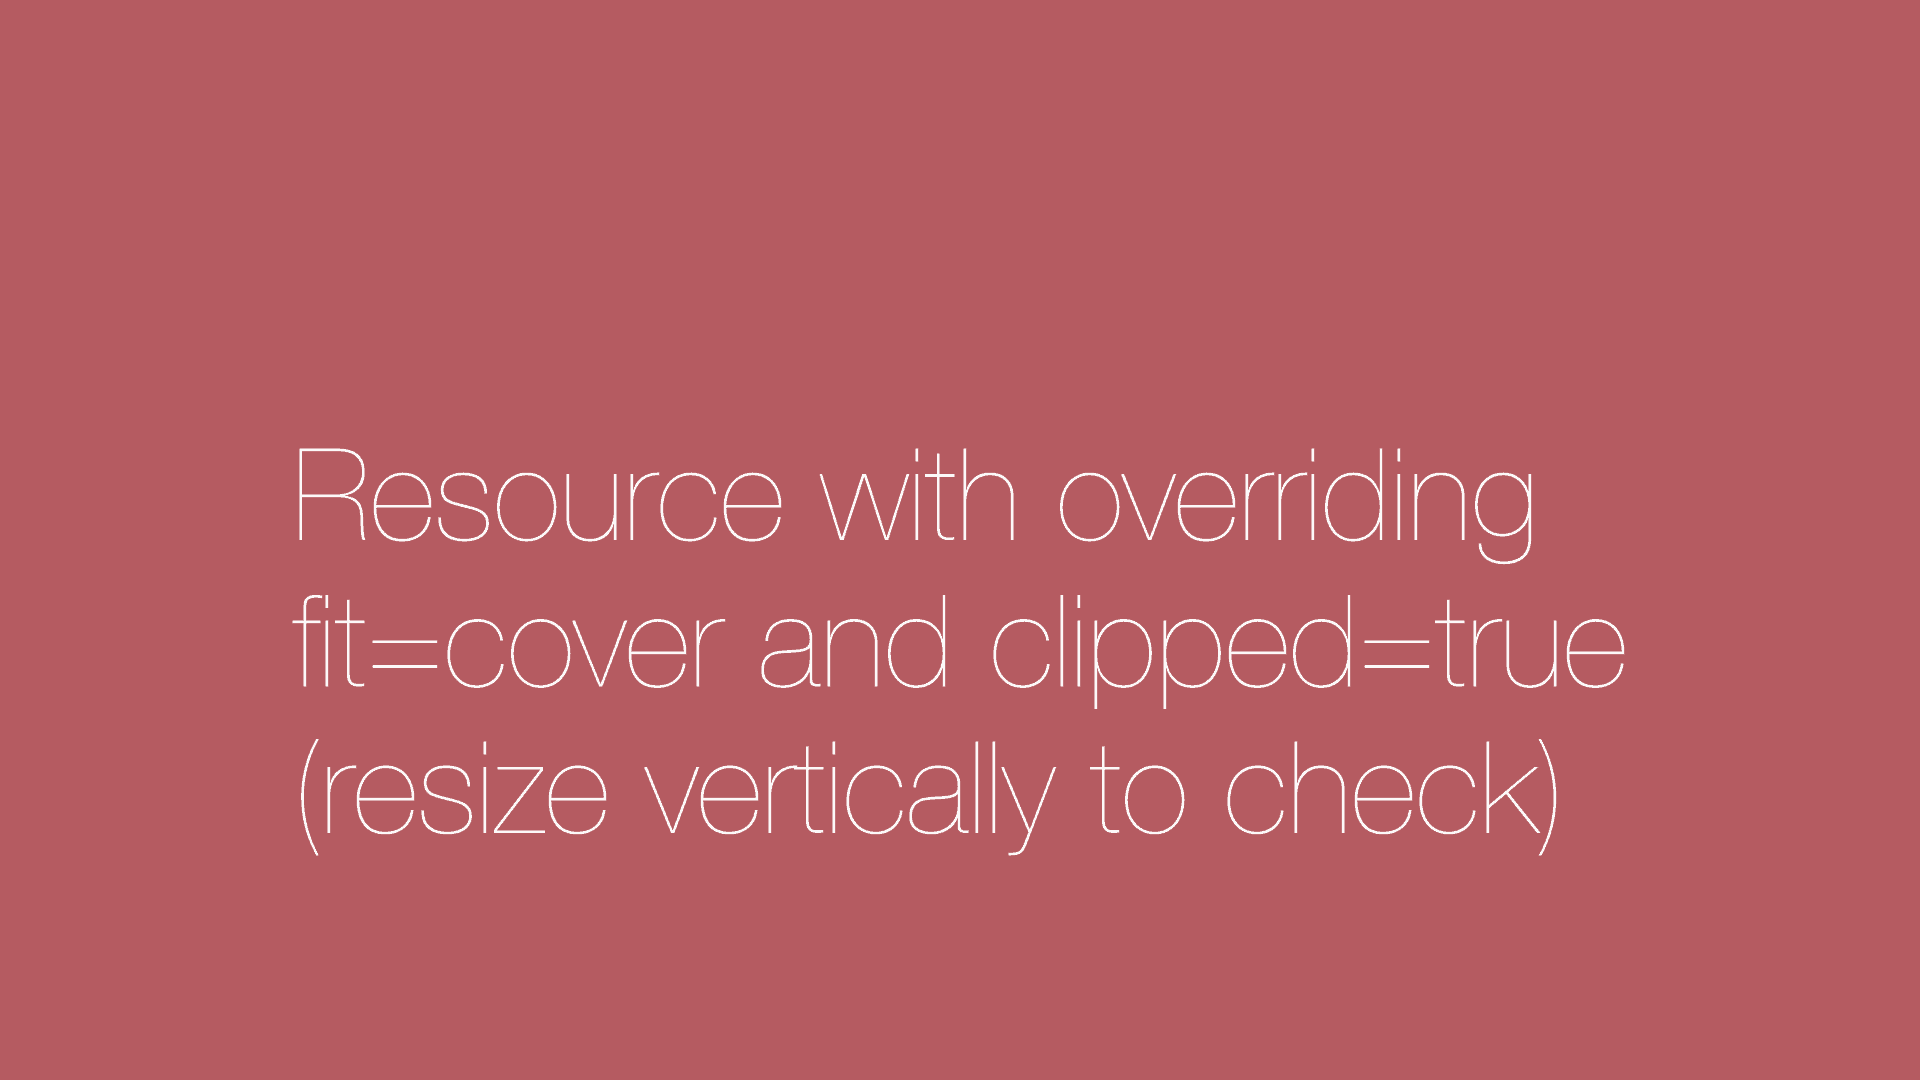 Resource with overriding
fit=cover and clipped=true
(resize vertically to check)